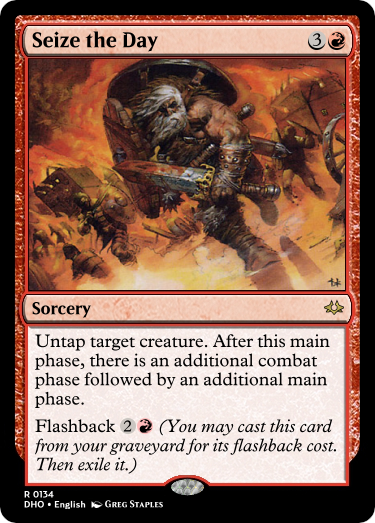 Seize the Day 3
Sorcery
Untap target creature. After this main
phase, there is an additional combat
phase followed by an additional main
phase.
Flashback 2 (You may cast this card
from your graveyard for its flashback cost.
Then exile it.)
R 0134
DHO • English Greg Staples